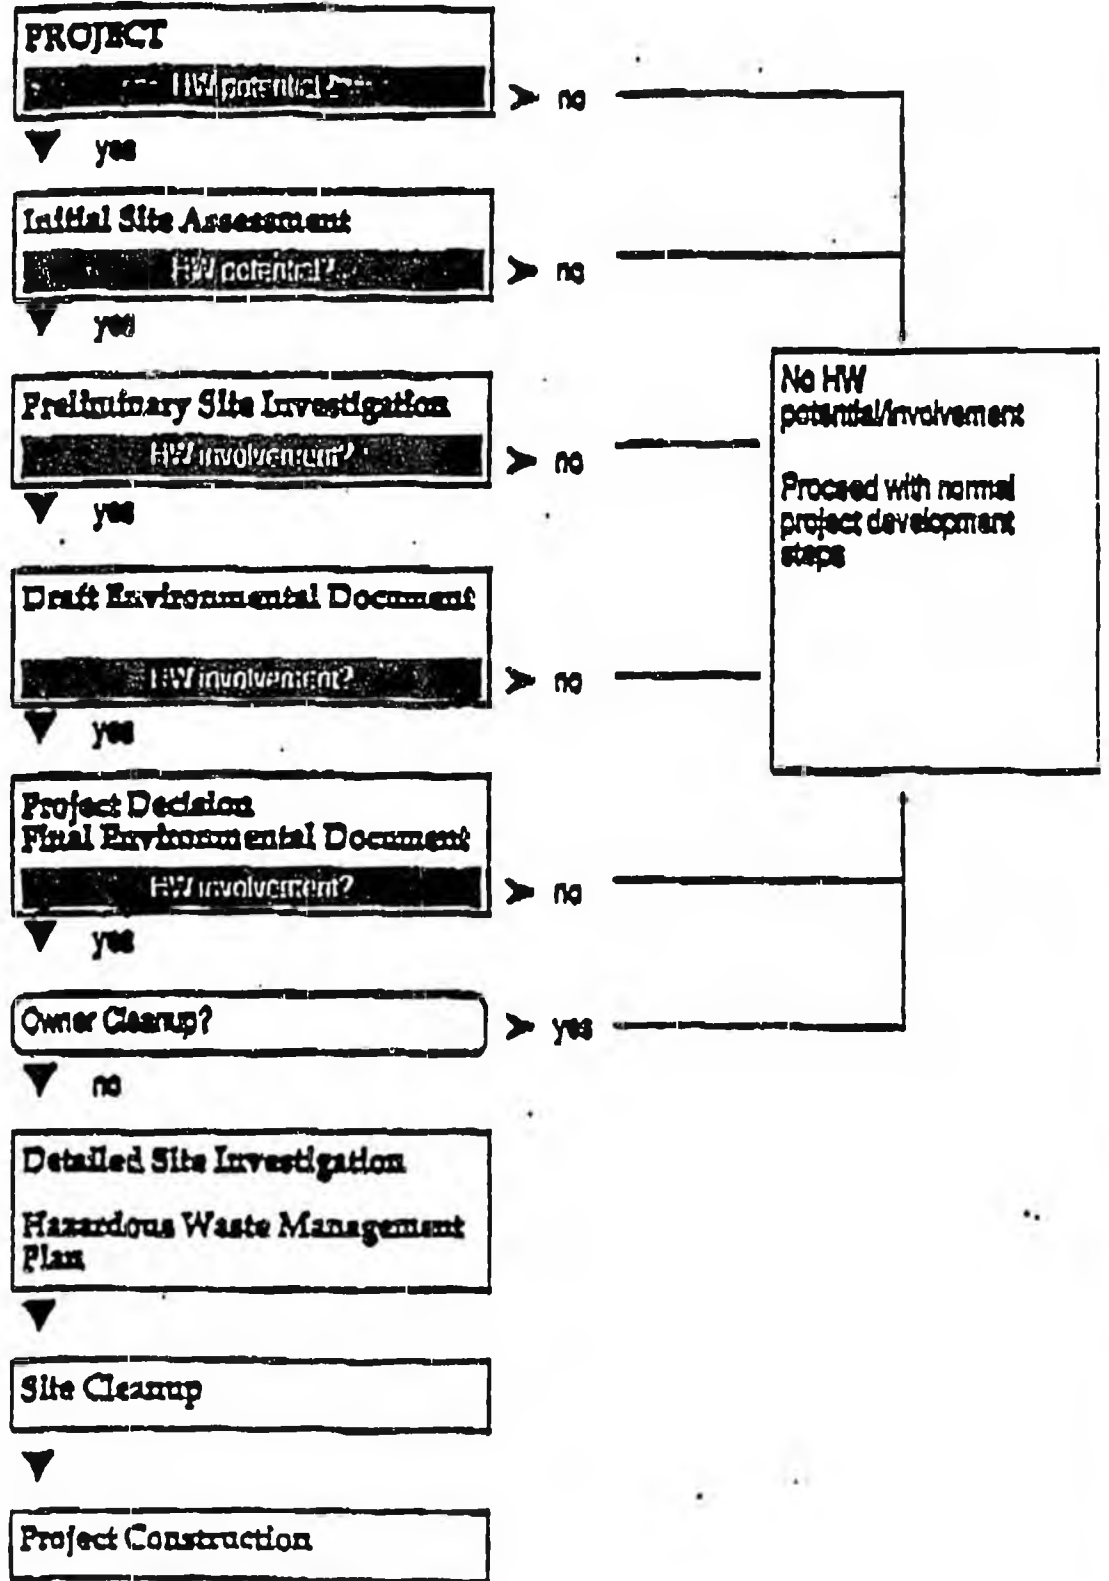 PROJECT
HW potential?
no
yes
Initial Site Assessment
HW potential?
no
yes
Preliminary Site Investigation
HW involvement?
no
yes
Draft Environmental Document
HW involvement?
no
yes
Project Decision
Final Environmental Document
HW involvement?
no
yes
Owner Cleanup?
yes
no
Detailed Site Investigation
Hazardous Waste Management
Plan
Site Cleanup
Project Construction
No HW
potential/involvement
Proceed with normal
project development
steps